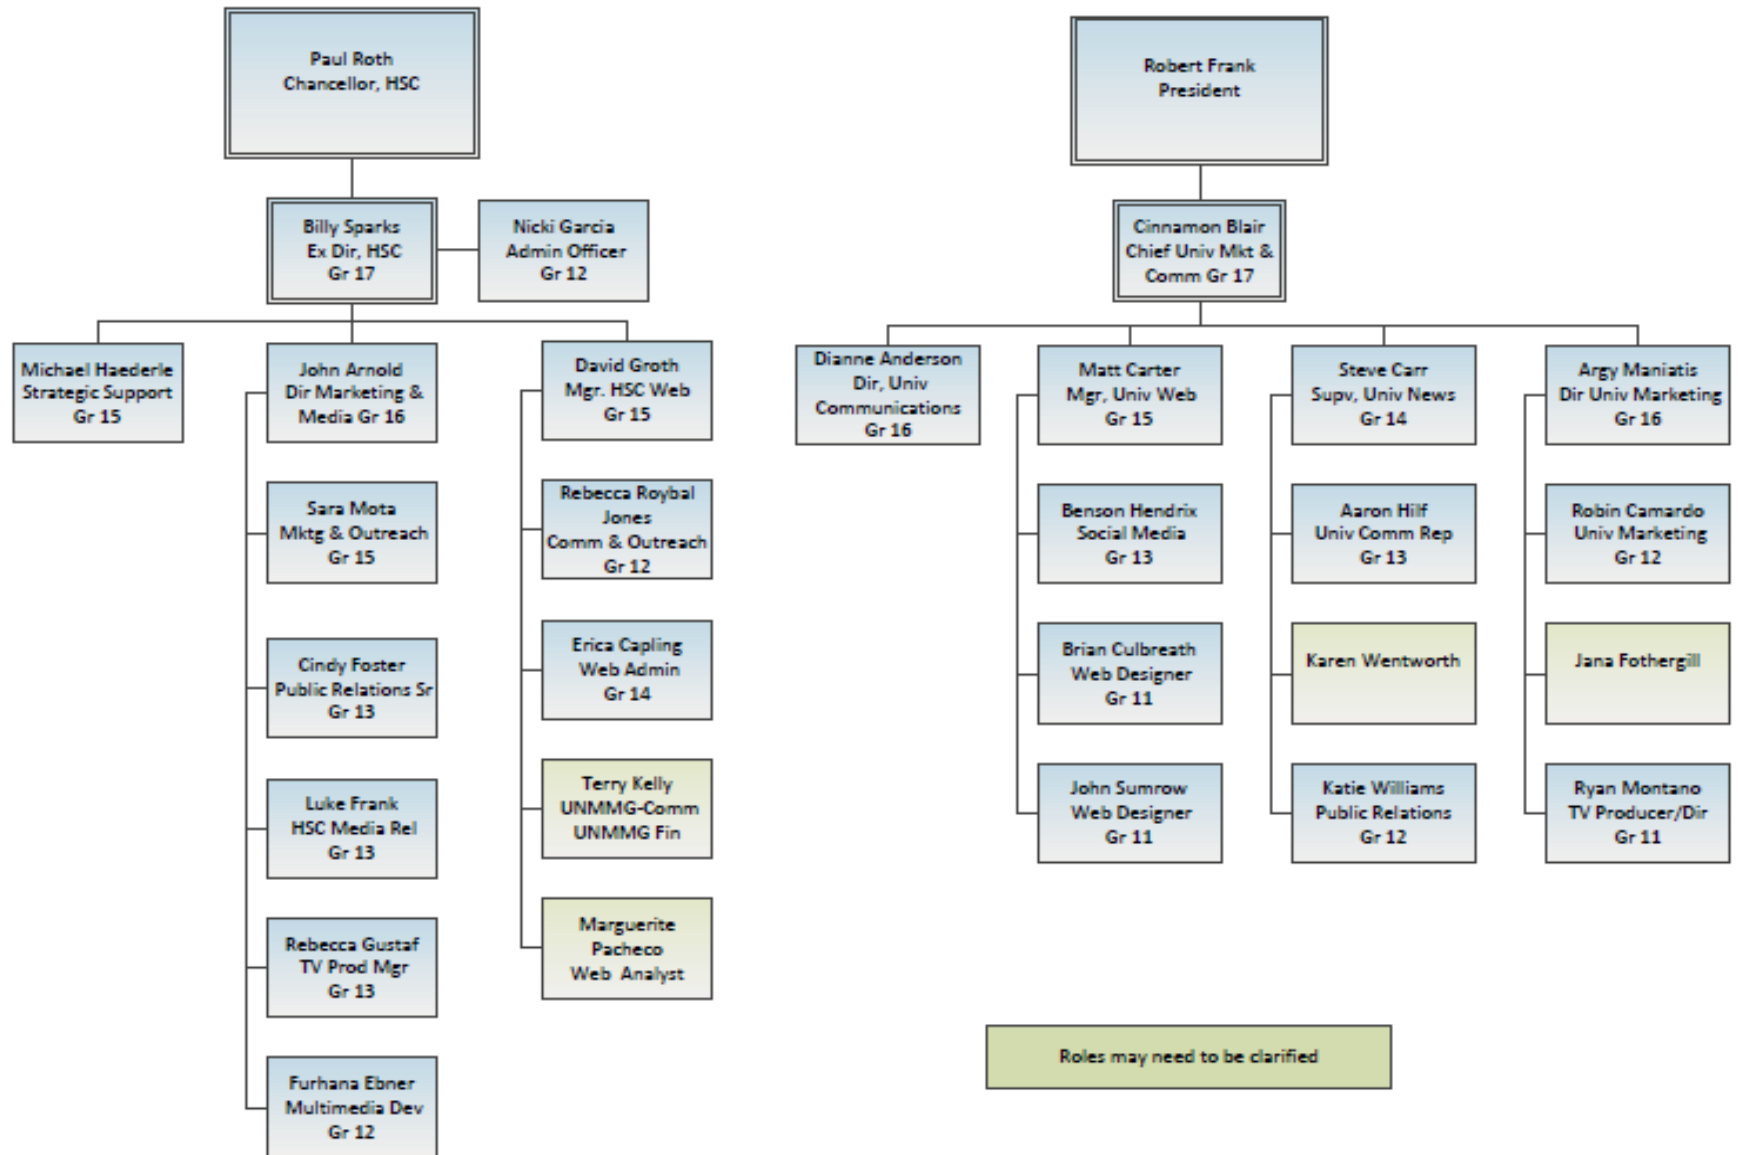 Paul Roth
Chancellor, HSC
Robert Frank
President
Billy Sparks
Ex Dir, HSC
Gr 17
Nicki Garcia
Admin Officer
Gr 12
Cinnamon Blair
Chief Univ Mkt &
Comm Gr 17
Michael Haederle
Strategic Support
Gr 15
John Arnold
Dir Marketing &
Media Gr 16
David Groth
Mgr. HSC Web
Gr 15
Dianne Anderson
Dir, Univ
Communications
Gr 16
Matt Carter
Mgr, Univ Web
Gr 15
Steve Carr
Supv, Univ News
Gr 14
Argy Maniatis
Dir Univ Marketing
Gr 16
Sara Mota
Mktg & Outreach
Gr 15
Rebecca Roybal
Jones
Comm & Outreach
Gr 12
Benson Hendrix
Social Media
Gr 13
Aaron Hilf
Univ Comm Rep
Gr 13
Robin Camardo
Univ Marketing
Gr 12
Cindy Foster
Public Relations Sr
Gr 13
Erica Capling
Web Admin
Gr 14
Brian Culbreath
Web Designer
Gr 11
Karen Wentworth
Jana Fothergill
Luke Frank
HSC Media Rel
Gr 13
Terry Kelly
UNMMG-Comm
UNMMG Fin
John Sumrow
Web Designer
Gr 11
Katie Williams
Public Relations
Gr 12
Ryan Montano
TV Producer/Dir
Gr 11
Rebecca Gustaf
TV Prod Mgr
Gr 13
Marguerite
Pacheco
Web Analyst
Furhana Ebner
Multimedia Dev
Gr 12
Roles may need to be clarified